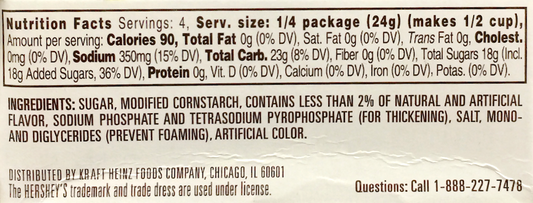 Nutrition Facts Servings: 4, Serv. size: 1/4 package (24g) (makes 1/2 cup),
Amount per serving: Calories 90, Total Fat 0g (0% DV), Sat. Fat 0g (0% DV), Trans Fat 0g, Cholest.
0mg (0% DV), Sodium 350mg (15% DV), Total Carb. 23g (8% DV), Fiber 0g (0% DV), Total Sugars 18g (Incl.
18g Added Sugars, 36% DV), Protein 0g, Vit. D (0% DV), Calcium (0% DV), Iron (0% DV), Potas. (0% DV).
INGREDIENTS: SUGAR, MODIFIED CORNSTARCH, CONTAINS LESS THAN 2% OF NATURAL AND ARTIFICIAL
FLAVOR, SODIUM PHOSPHATE AND TETRASODIUM PYROPHOSPHATE (FOR THICKENING), SALT, MONO-
AND DIGLYCERIDES (PREVENT FOAMING), ARTIFICIAL COLOR.
DISTRIBUTED BY KRAFT HEINZ FOODS COMPANY, CHICAGO, IL 60601
The HERSHEY'S trademark and trade dress are used under license.
Questions: Call 1-888-227-7478